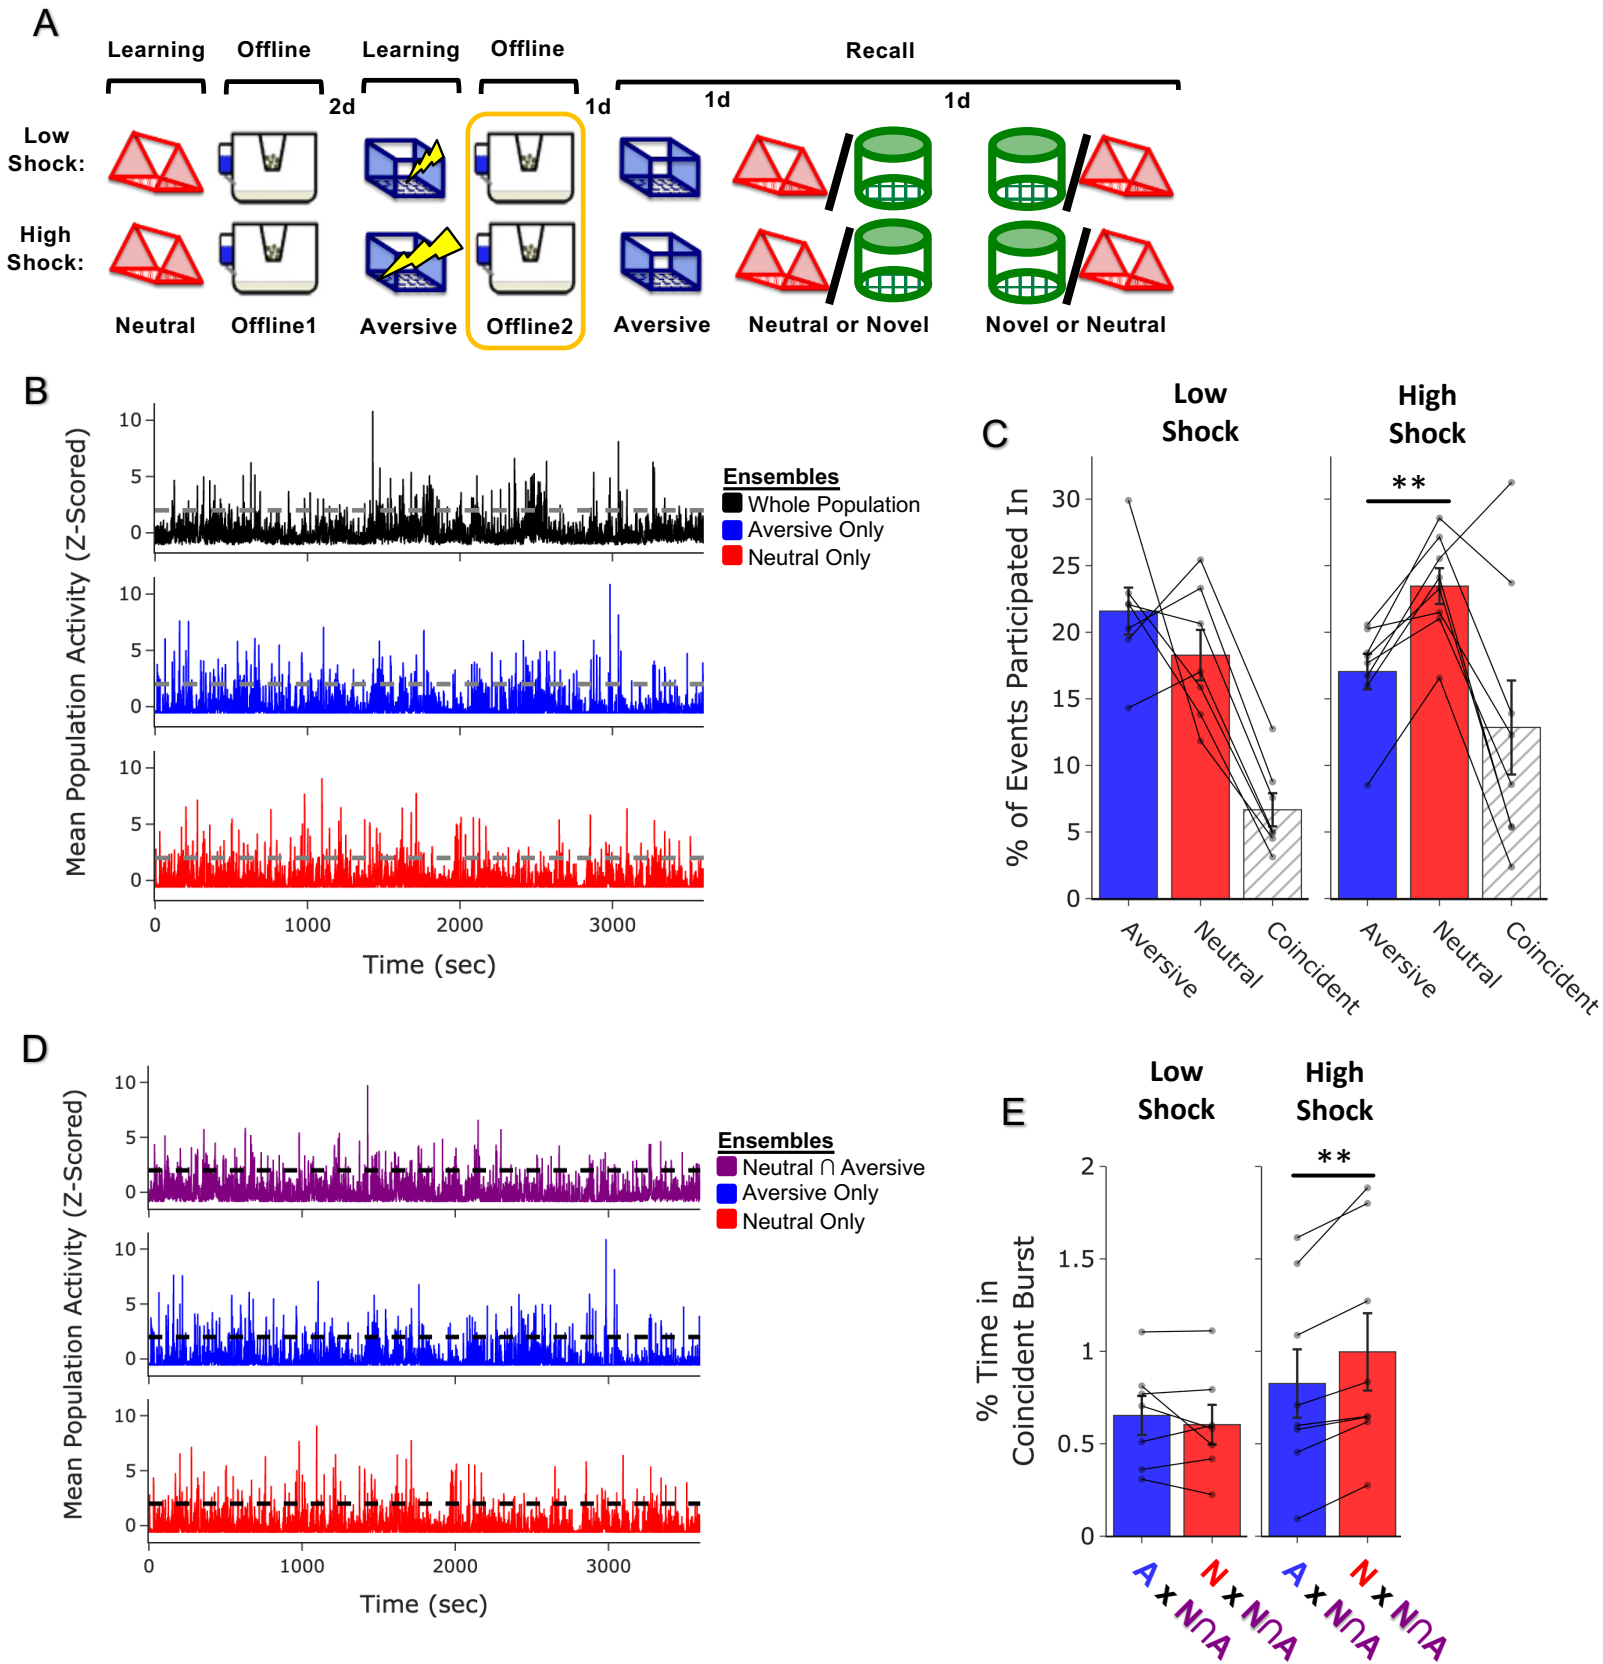 A
Learning Offline Learning Offline Recall
2d 1d 1d 1d
Low
Shock:
High
Shock:
Neutral Offline1 Aversive Offline2 Aversive Neutral or Novel Novel or Neutral
B
Mean Population Activity (Z-Scored)
10
5
0
10
5
0
10
5
0
0 1000 2000 3000
Time (sec)
Ensembles
Whole Population
Aversive Only
Neutral Only
C
Low
Shock
High
Shock
**
% of Events Participated In
30
25
20
15
10
5
0
Aversive Neutral Coincident Aversive Neutral Coincident
D
Mean Population Activity (Z-Scored)
10
5
0
10
5
0
10
5
0
0 1000 2000 3000
Time (sec)
Ensembles
Neutral ∩ Aversive
Aversive Only
Neutral Only
E
Low
Shock
High
Shock
**
% Time in
Coincident Burst
2
1.5
1
0.5
0
A x N∩A N x N∩A A x N∩A N x N∩A